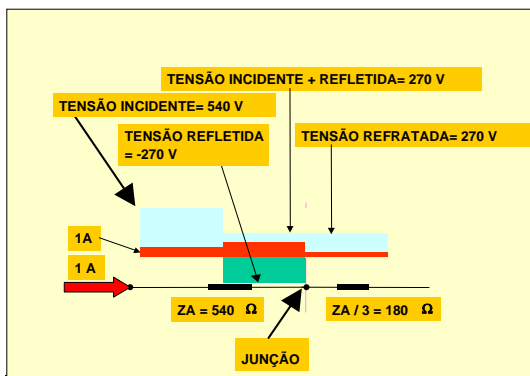 TENSÃO INCIDENTE + REFLETIDA= 270 V
TENSÃO INCIDENTE= 540 V
TENSÃO REFLETIDA
= -270 V
TENSÃO REFRATADA= 270 V
1A
1 A
ZA = 540 Ω
ZA / 3 = 180 Ω
JUNÇÃO